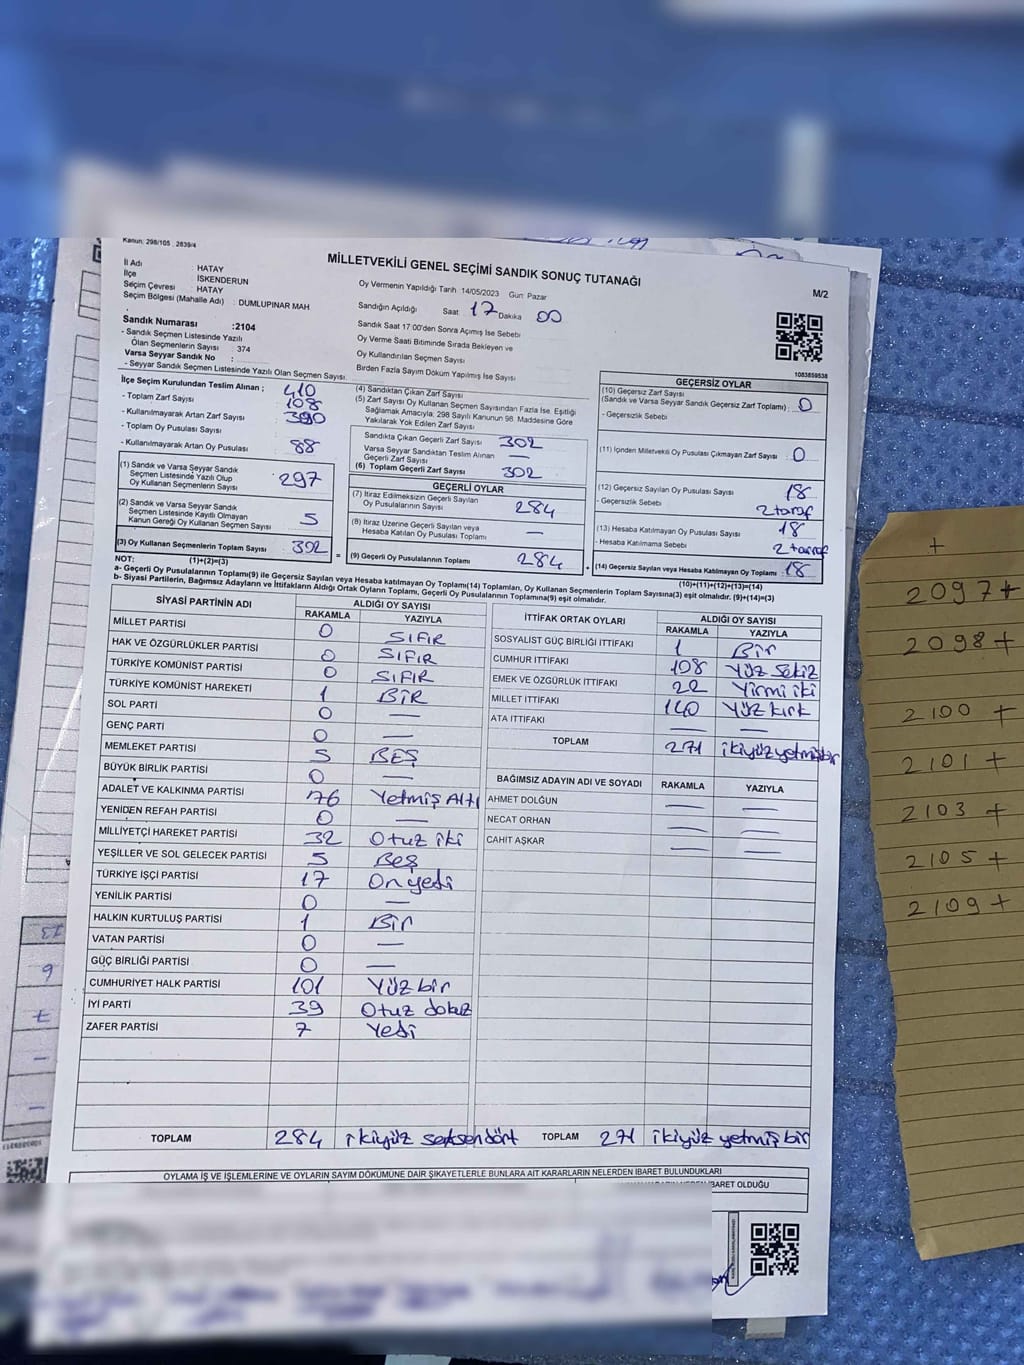 Kanun: 298/105 , 2839/4
MİLLETVEKİLİ GENEL SEÇİMİ SANDIK SONUÇ TUTANAĞI
M/2
İl Adı HATAY
İlçe İSKENDERUN
Seçim Çevresi : HATAY
Seçim Bölgesi (Mahalle Adı) : DUMLUPINAR MAH
Sandık Numarası :2104
- Sandık Seçmen Listesinde Yazılı
Olan Seçmenlerin Sayısı : 374
Varsa Seyyar Sandık No :
- Seyyar Sandık Seçmen Listesinde Yazılı Olan Seçmen Sayısı:
Oy Vermenin Yapıldığı Tarih 14/05/2023 Gün Pazar
Sandığın Açıldığı Saat 17 Dakika 00
Sandık Saat 17.00'den Sonra Açımış İse Sebebi
Oy Verme Saati Bitiminde Sırada Bekleyen ve
Oy Kullandırılan Seçmen Sayısı
Birden Fazla Sayım Döküm Yapılmış İse Sayısı
1083859538
İlçe Seçim Kurulundan Teslim Alınan ;
- Toplam Zarf Sayısı 410
- Kullanılmayarak Artan Zarf Sayısı 108
- Toplam Oy Pusulası Sayısı 390
- Kullanılmayarak Artan Oy Pusulası 88
(1) Sandık ve Varsa Seyyar Sandık
Seçmen Listesinde Yazılı Olup
Oy Kullanan Seçmenlerin Sayısı 297
(2) Sandık ve Varsa Seyyar Sandık
Seçmen Listesinde Kayıtlı Olmayan
Kanun Gereği Oy Kullanan Seçmen Sayısı 5
(3) Oy Kullanan Seçmenlerin Toplam Sayısı 302 =
(1)+(2)=(3)
(4) Sandıktan Çıkan Zarf Sayısı
(5) Zarf Sayısı Oy Kullanan Seçmen Sayısından Fazla İse, Eşitliği
Sağlamak Amacıyla; 298 Sayılı Kanunun 98. Maddesine Göre
Yakılarak Yok Edilen Zarf Sayısı
Sandıkta Çıkan Geçerli Zarf Sayısı 302
Varsa Seyyar Sandıktan Teslim Alınan
Geçerli Zarf Sayısı —
(6) Toplam Geçerli Zarf Sayısı 302
GEÇERLİ OYLAR
(7) İtiraz Edilmeksizin Geçerli Sayılan
Oy Pusulalarının Sayısı 284
(8) İtiraz Üzerine Geçerli Sayılan veya
Hesaba Katılan Oy Pusulası Toplamı —
(9) Geçerli Oy Pusulasının Toplamı 284 +
GEÇERSİZ OYLAR
(10) Geçersiz Zarf Sayısı
(Sandık ve Varsa Seyyar Sandık Geçersiz Zarf Toplamı) : 0
- Geçersizlik Sebebi
(11) İçinden Milletvekili Oy Pusulası Çıkmayan Zarf Sayısı 0
(12) Geçersiz Sayılan Oy Pusulası Sayısı 18
- Geçersizlik Sebebi 2 taraf
(13) Hesaba Katılmayan Oy Pusulası Sayısı 18
- Hesaba Katılmama Sebebi 2 taraf
(14) Geçersiz Sayılan veya Hesaba Katılmayan Oy Toplamı 18
(10)+(11)+(12)+(13)=(14)
NOT:
a- Geçerli Oy Pusulalarının Toplamı(9) ile Geçersiz Sayılan veya Hesaba katılmayan Oy Toplamı(14) Toplamları, Oy Kullanan Seçmenlerin Toplam Sayısına(3) eşit olmalıdır. (9)+(14)=(3)
b- Siyasi Partilerin, Bağımsız Adayların ve İttifakların Aldığı Ortak Oyların Toplamı, Geçerli Oy Pusulalarının Toplamına(9) eşit olmalıdır.
SİYASİ PARTİNİN ADI ALDIĞI OY SAYISI
RAKAMLA YAZIYLA
MİLLET PARTİSİ 0 SIFIR
HAK VE ÖZGÜRLÜKLER PARTİSİ 0 SIFIR
TÜRKİYE KOMÜNİST PARTİSİ 0 SIFIR
TÜRKİYE KOMÜNİST HAREKETİ 1 BİR
SOL PARTİ 0 —
GENÇ PARTİ 0 —
MEMLEKET PARTİSİ 5 BEŞ
BÜYÜK BİRLİK PARTİSİ 0 —
ADALET VE KALKINMA PARTİSİ 76 Yetmiş Altı
YENİDEN REFAH PARTİSİ 0 —
MİLLİYETÇİ HAREKET PARTİSİ 32 Otuz iki
YEŞİLLER VE SOL GELECEK PARTİSİ 5 Beş
TÜRKİYE İŞÇİ PARTİSİ 17 Onyedi
YENİLİK PARTİSİ 0 —
HALKIN KURTULUŞ PARTİSİ 1 Bir
VATAN PARTİSİ 0 —
GÜÇ BİRLİĞİ PARTİSİ 0 —
CUMHURİYET HALK PARTİSİ 101 Yüz bir
İYİ PARTİ 39 Otuz dokuz
ZAFER PARTİSİ 7 Yedi
TOPLAM 284 ikiyüz seksendört
İTTİFAK ORTAK OYLARI ALDIĞI OY SAYISI
RAKAMLA YAZIYLA
SOSYALİST GÜÇ BİRLİĞİ İTTİFAKI 1 Bir
CUMHUR İTTİFAKI 108 Yüz sekiz
EMEK VE ÖZGÜRLÜK İTTİFAKI 22 Yirmi iki
MİLLET İTTİFAKI 140 Yüz kırk
ATA İTTİFAKI — —
TOPLAM 271 ikiyüzyetmişbir
BAĞIMSIZ ADAYIN ADI VE SOYADI RAKAMLA YAZIYLA
AHMET DOLĞUN — —
NECAT ORHAN — —
CAHİT AŞKAR — —
TOPLAM 271 ikiyüz yetmiş bir
OYLAMA İŞ VE İŞLEMLERİNE VE OYLARIN SAYIM DÖKÜMÜNE DAİR ŞİKAYETLERLE BUNLARA AİT KARARLARIN NELERDEN İBARET BULUNDUKLARI
İBARET OLDUĞU
+
2097+
2098+
2100 +
2101 +
2103 +
2105 +
2109 +